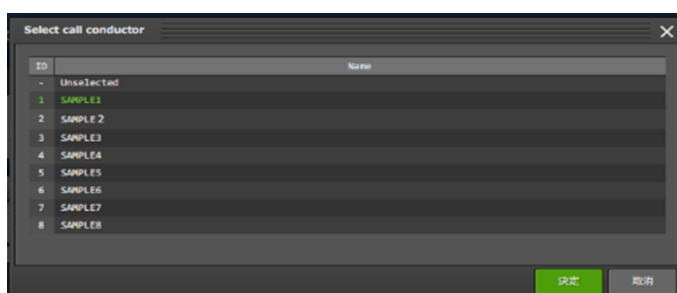 Select call conductor
ID Name
- Unselected
1 SAMPLE1
2 SAMPLE 2
3 SAMPLE3
4 SAMPLE4
5 SAMPLE5
6 SAMPLE6
7 SAMPLE7
8 SAMPLE8
決定 取消